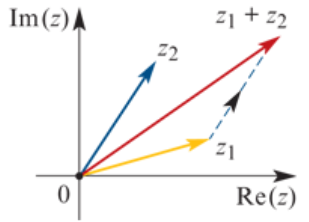 Im(z)
z₁ + z₂
z₂
z₁
0
Re(z)